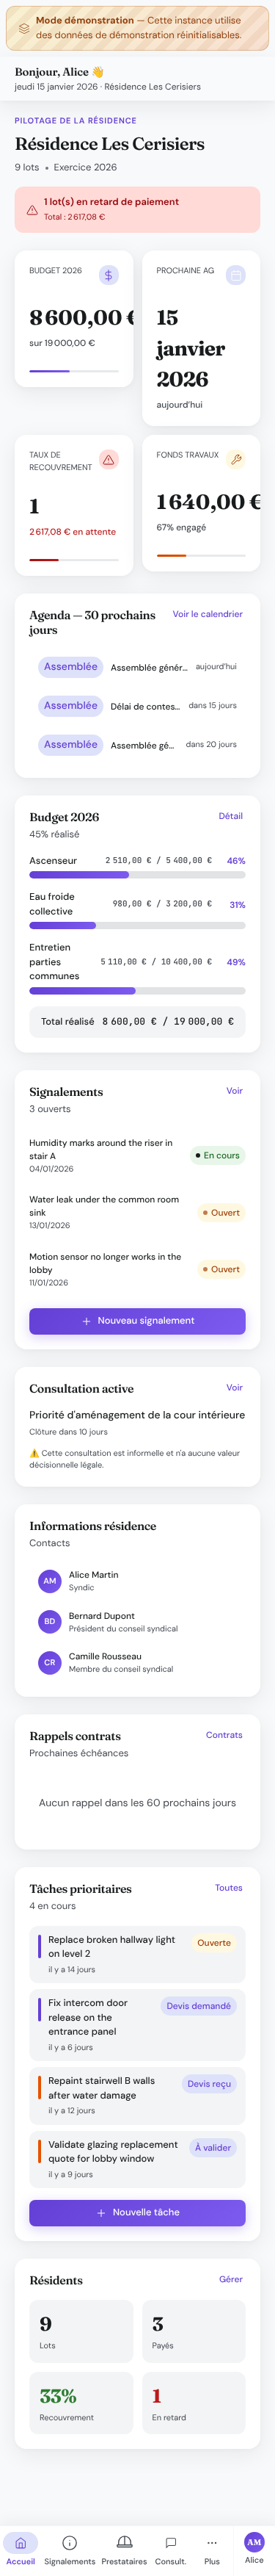 Mode démonstration — Cette instance utilise
des données de démonstration réinitialisables.
Bonjour, Alice 👋
jeudi 15 janvier 2026 · Résidence Les Cerisiers
PILOTAGE DE LA RÉSIDENCE
Résidence Les Cerisiers
9 lots • Exercice 2026
1 lot(s) en retard de paiement
Total : 2 617,08 €
BUDGET 2026
8 600,00 €
sur 19 000,00 €
PROCHAINE AG
15
janvier
2026
aujourd'hui
TAUX DE
RECOUVREMENT
1
2 617,08 € en attente
FONDS TRAVAUX
1 640,00 €
67% engagé
Agenda — 30 prochains
jours
Voir le calendrier
Assemblée Assemblée génér... aujourd'hui
Assemblée Délai de contes... dans 15 jours
Assemblée Assemblée gé... dans 20 jours
Budget 2026
Détail
45% réalisé
Ascenseur 2 510,00 € / 5 400,00 € 46%
Eau froide
collective
980,00 € / 3 200,00 € 31%
Entretien
parties
communes
5 110,00 € / 10 400,00 € 49%
Total réalisé 8 600,00 € / 19 000,00 €
Signalements
Voir
3 ouverts
Humidity marks around the riser in
stair A
04/01/2026
En cours
Water leak under the common room
sink
13/01/2026
Ouvert
Motion sensor no longer works in the
lobby
11/01/2026
Ouvert
Nouveau signalement
Consultation active
Voir
Priorité d'aménagement de la cour intérieure
Clôture dans 10 jours
⚠️ Cette consultation est informelle et n'a aucune valeur
décisionnelle légale.
Informations résidence
Contacts
AM
Alice Martin
Syndic
BD
Bernard Dupont
Président du conseil syndical
CR
Camille Rousseau
Membre du conseil syndical
Rappels contrats
Contrats
Prochaines échéances
Aucun rappel dans les 60 prochains jours
Tâches prioritaires
Toutes
4 en cours
Replace broken hallway light
on level 2
il y a 14 jours
Ouverte
Fix intercom door
release on the
entrance panel
il y a 6 jours
Devis demandé
Repaint stairwell B walls
after water damage
il y a 12 jours
Devis reçu
Validate glazing replacement
quote for lobby window
il y a 9 jours
À valider
Nouvelle tâche
Résidents
Gérer
9
Lots
3
Payés
33%
Recouvrement
1
En retard
Accueil
Signalements
Prestataires
Consult.
Plus
AM
Alice